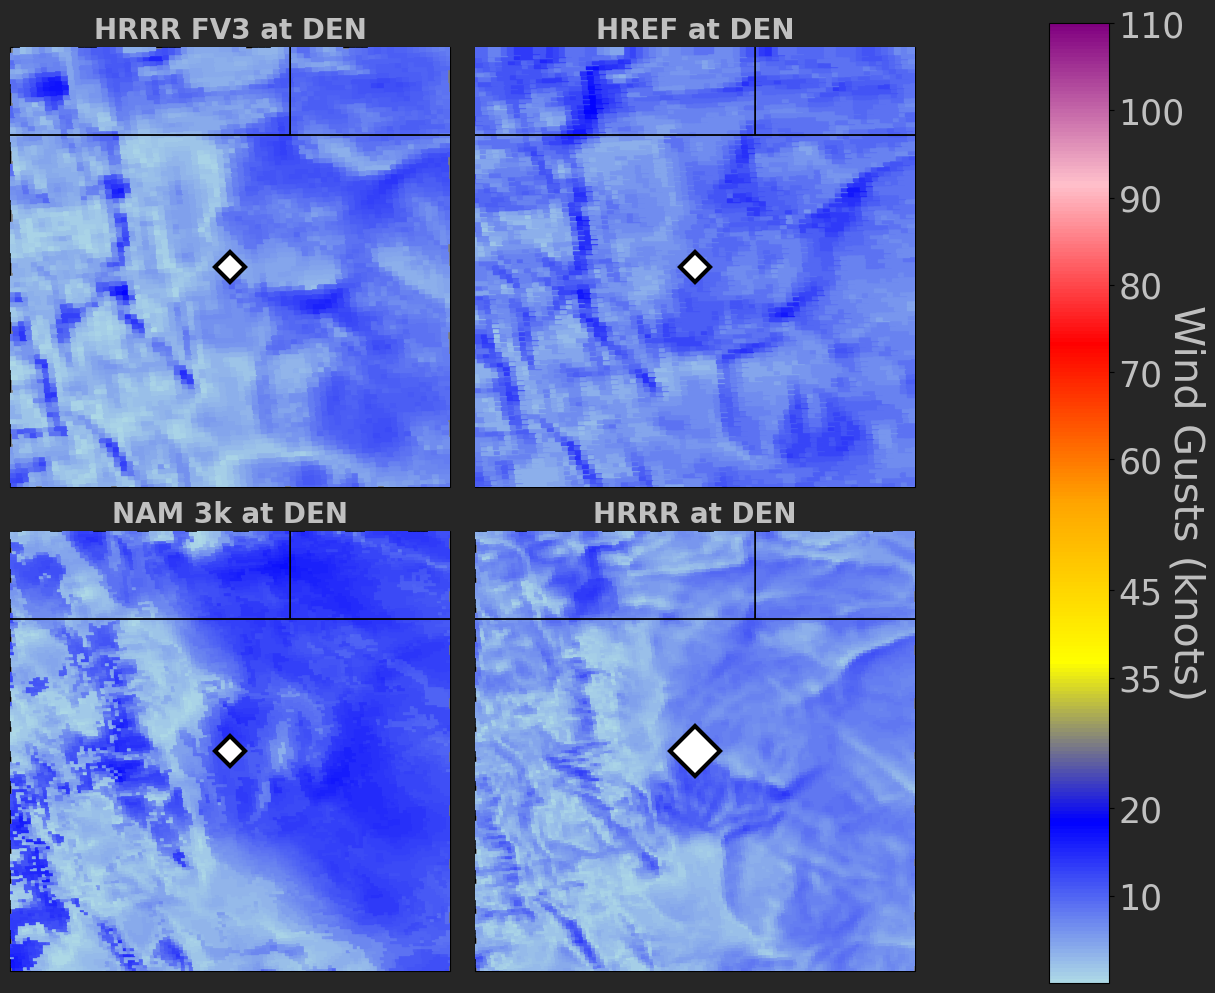 HRRR FV3 at DEN
HREF at DEN
NAM 3k at DEN
HRRR at DEN
110
100
90
80
70
60
45
35
20
10
Wind Gusts (knots)